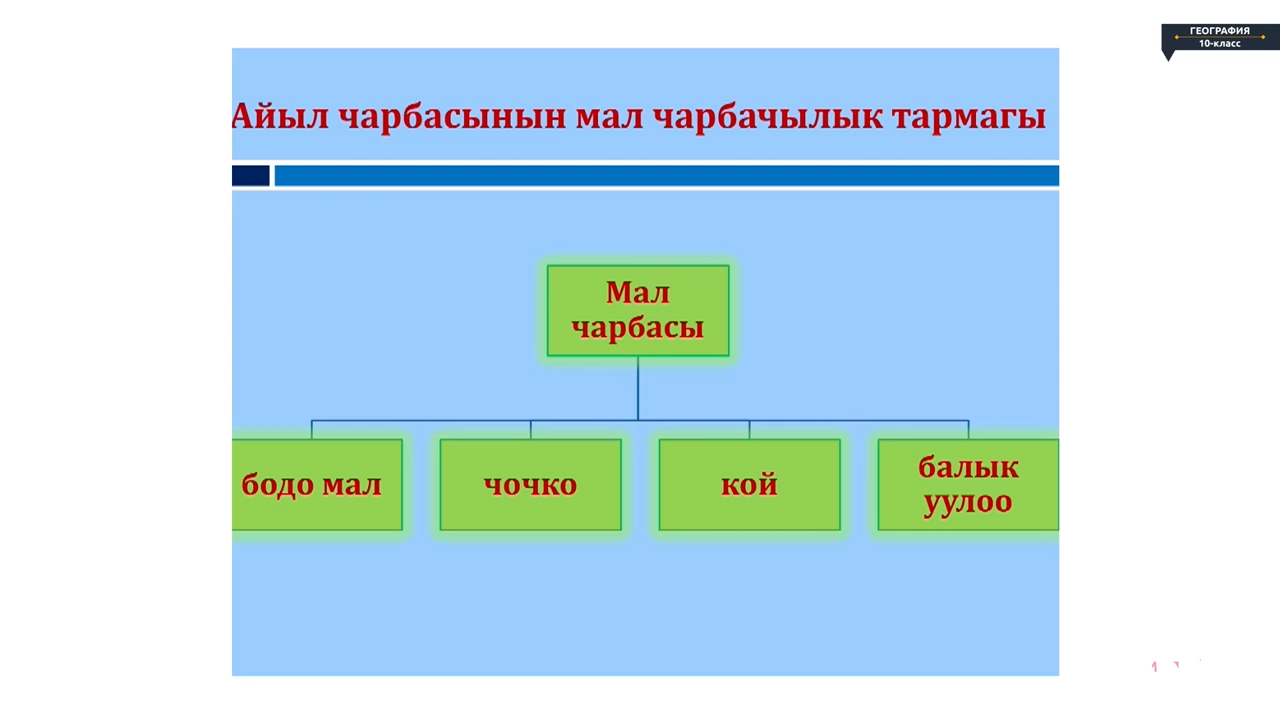 ГЕОГРАФИЯ
10-класс
Айыл чарбасынын мал чарбачылык тармагы
Мал
чарбасы
бодо мал
чочко
кой
балык
уулоо